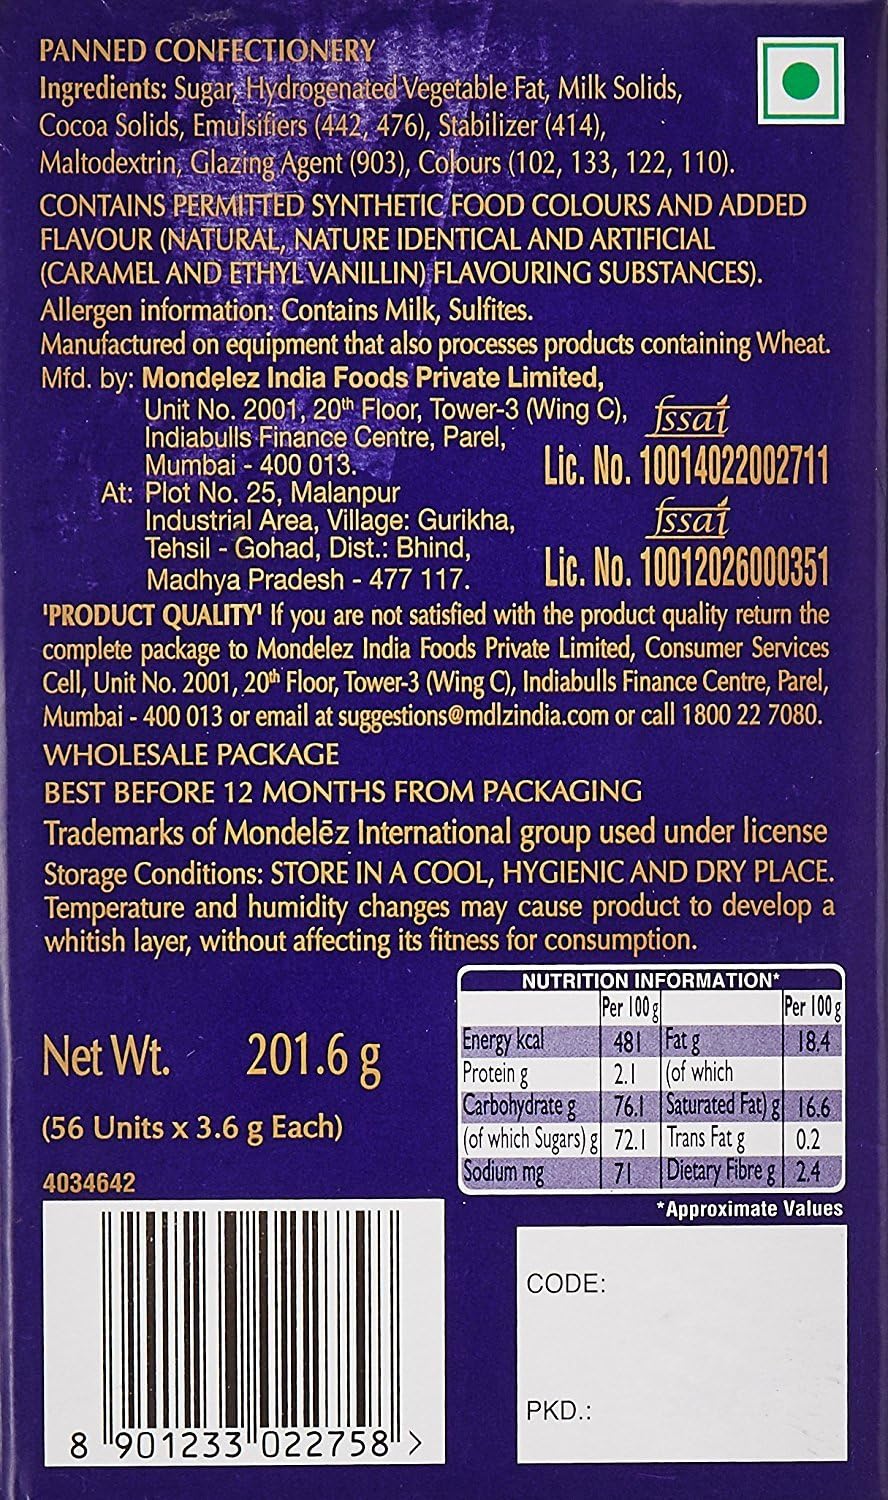 PANNED CONFECTIONERY
Ingredients: Sugar, Hydrogenated Vegetable Fat, Milk Solids,
Cocoa Solids, Emulsifiers (442, 476), Stabilizer (414),
Maltodextrin, Glazing Agent (903), Colours (102, 133, 122, 110).
CONTAINS PERMITTED SYNTHETIC FOOD COLOURS AND ADDED
FLAVOUR (NATURAL, NATURE IDENTICAL AND ARTIFICIAL
(CARAMEL AND ETHYL VANILLIN) FLAVOURING SUBSTANCES).
Allergen information: Contains Milk, Sulfites.
Manufactured on equipment that also processes products containing Wheat.
Mfd. by: Mondelez India Foods Private Limited,
Unit No. 2001, 20th Floor, Tower-3 (Wing C),
Indiabulls Finance Centre, Parel,
Mumbai - 400 013.
fssai
Lic. No. 10014022002711
At: Plot No. 25, Malanpur
Industrial Area, Village: Gurikha,
Tehsil - Gohad, Dist.: Bhind,
Madhya Pradesh - 477 117.
fssai
Lic. No. 10012026000351
'PRODUCT QUALITY' If you are not satisfied with the product quality return the
complete package to Mondelez India Foods Private Limited, Consumer Services
Cell, Unit No. 2001, 20th Floor, Tower-3 (Wing C), Indiabulls Finance Centre, Parel,
Mumbai - 400 013 or email at suggestions@mdlzindia.com or call 1800 22 7080.
WHOLESALE PACKAGE
BEST BEFORE 12 MONTHS FROM PACKAGING
Trademarks of Mondelēz International group used under license
Storage Conditions: STORE IN A COOL, HYGIENIC AND DRY PLACE.
Temperature and humidity changes may cause product to develop a
whitish layer, without affecting its fitness for consumption.
Net Wt. 201.6 g
(56 Units x 3.6 g Each)
4034642
8 901233 022758 >
NUTRITION INFORMATION*
Per 100 g Per 100 g
Energy kcal 481 Fat g 18.4
Protein g 2.1 (of which
Carbohydrate g 76.1 Saturated Fat) g 16.6
(of which Sugars) g 72.1 Trans Fat g 0.2
Sodium mg 71 Dietary Fibre g 2.4
*Approximate Values
CODE:
PKD.: